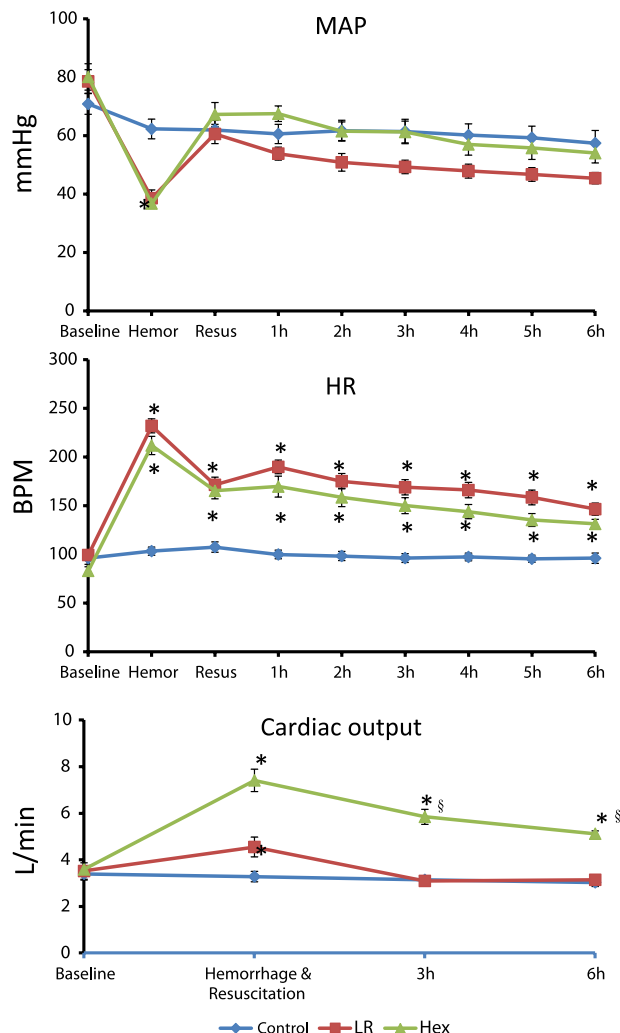 MAP
100
80
60
40
20
0
mmHg
*
Baseline Hemor Resus 1h 2h 3h 4h 5h 6h
HR
300
250
200
150
100
50
0
BPM
* * * * * * * *
* * * * * * * *
Baseline Hemor Resus 1h 2h 3h 4h 5h 6h
Cardiac output
10
8
6
4
2
0
L/min
* * § * §
*
Baseline Hemorrhage & 3h 6h
Resuscitation
Control LR Hex